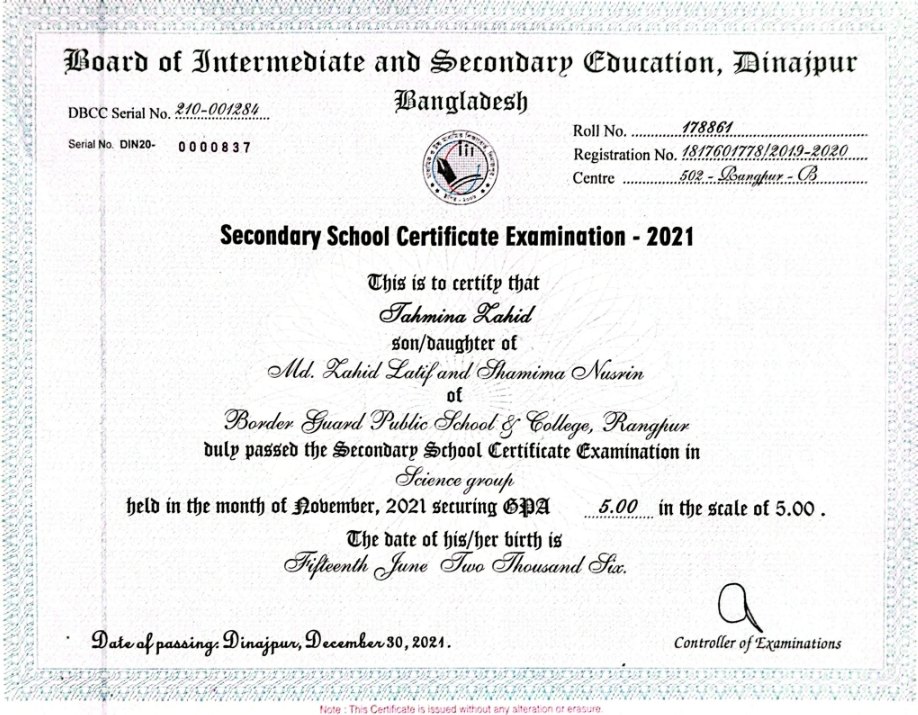 Board of Intermediate and Secondary Education, Dinajpur
Bangladesh
DBCC Serial No. 210-001284
Serial No. DIN20- 0000837
Roll No. 178861
Registration No. 1817601778/2019-2020
Centre 502 - Rangpur - B
Secondary School Certificate Examination - 2021
This is to certify that
Tahmina Zahid
son/daughter of
Md. Zahid Latif and Shamima Nusrin
of
Border Guard Public School & College, Rangpur
duly passed the Secondary School Certificate Examination in
Science group
held in the month of November, 2021 securing GPA 5.00 in the scale of 5.00 .
The date of his/her birth is
Fifteenth June Two Thousand Six.
Date of passing: Dinajpur, December 30, 2021.
Controller of Examinations
Note : This Certificate is issued without any alteration or erasure.